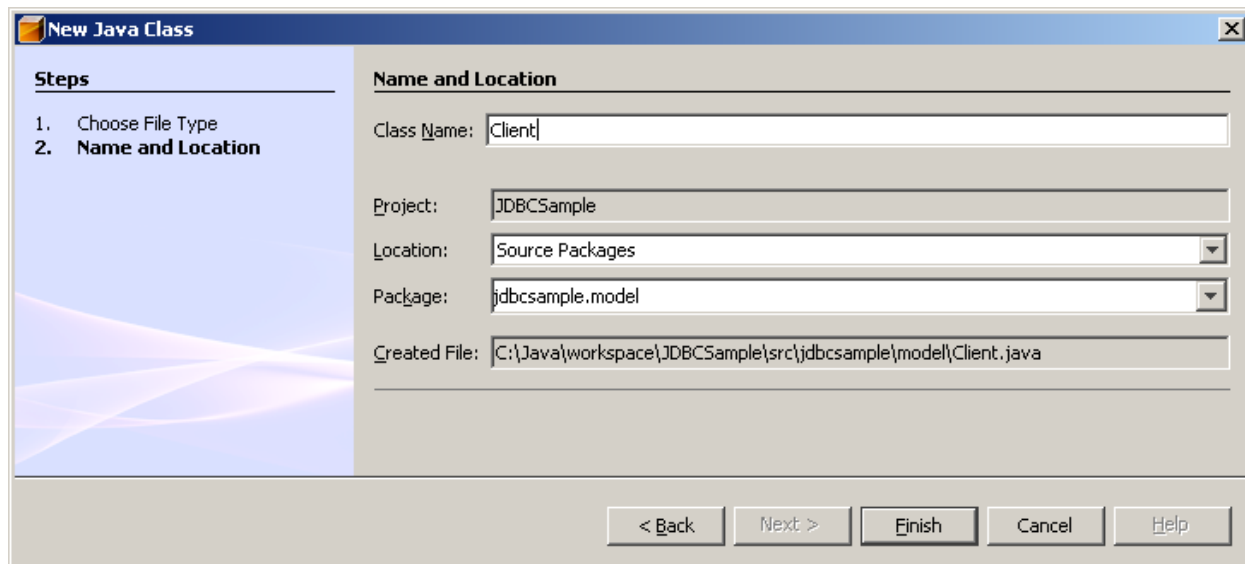 New Java Class
Steps
1. Choose File Type
2. Name and Location
Name and Location
Class Name: Client
Project: JDBCSample
Location: Source Packages
Package: jdbcsample.model
Created File: C:\Java\workspace\JDBCSample\src\jdbcsample\model\Client.java
< Back Next > Finish Cancel Help